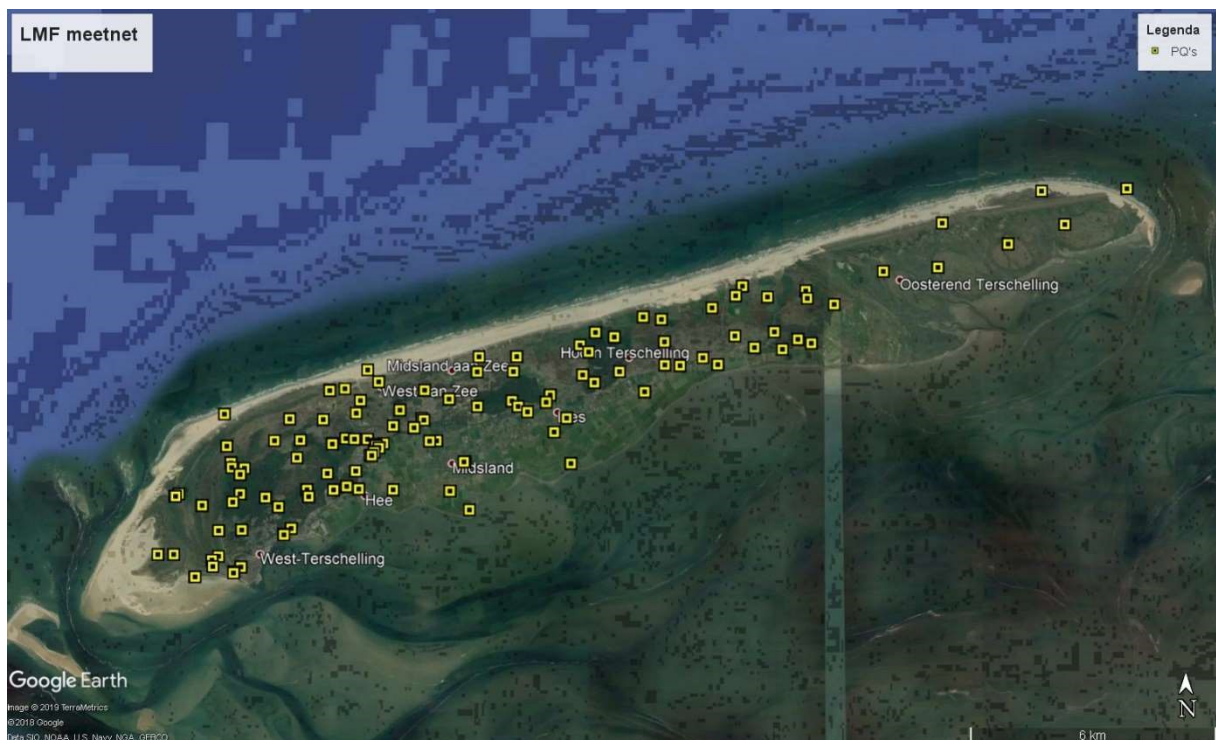 LMF meetnet
Legenda
PQ's
Oosterend Terschelling
Midsland aan Zee
Terschelling
West aan Zee
Midsland
Hee
West-Terschelling
Google Earth
Image © 2019 TerraMetrics
©2018 Google
Data SIO, NOAA, U.S. Navy, NGA, GEBCO
N
6 km